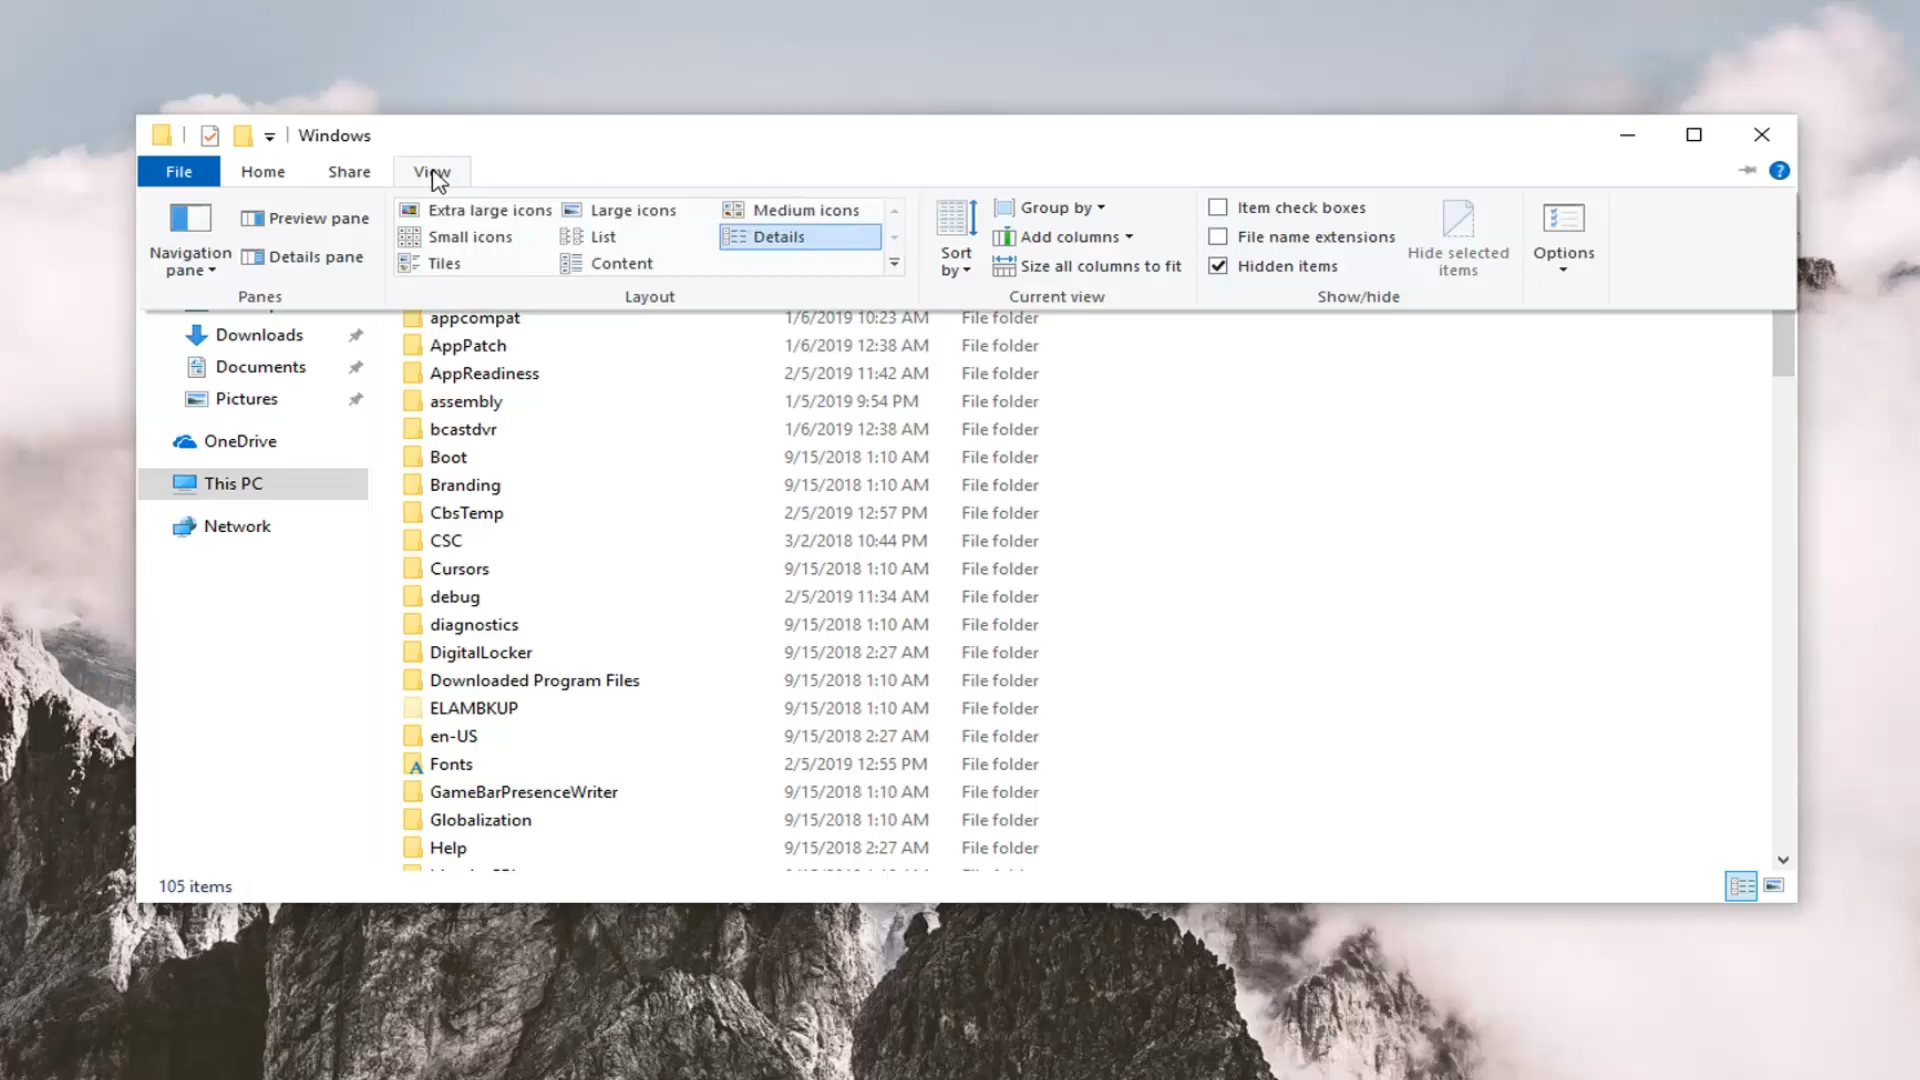 Windows
File Home Share View
Navigation pane
Preview pane
Details pane
Panes
Extra large icons Large icons Medium icons
Small icons List Details
Tiles Content
Layout
Sort by
Group by
Add columns
Size all columns to fit
Current view
Item check boxes
File name extensions
Hidden items
Hide selected items
Show/hide
Options
Downloads
Documents
Pictures
OneDrive
This PC
Network
appcompat 1/6/2019 10:23 AM File folder
AppPatch 1/6/2019 12:38 AM File folder
AppReadiness 2/5/2019 11:42 AM File folder
assembly 1/5/2019 9:54 PM File folder
bcastdvr 1/6/2019 12:38 AM File folder
Boot 9/15/2018 1:10 AM File folder
Branding 9/15/2018 1:10 AM File folder
CbsTemp 2/5/2019 12:57 PM File folder
CSC 3/2/2018 10:44 PM File folder
Cursors 9/15/2018 1:10 AM File folder
debug 2/5/2019 11:34 AM File folder
diagnostics 9/15/2018 1:10 AM File folder
DigitalLocker 9/15/2018 2:27 AM File folder
Downloaded Program Files 9/15/2018 1:10 AM File folder
ELAMBKUP 9/15/2018 1:10 AM File folder
en-US 9/15/2018 2:27 AM File folder
Fonts 2/5/2019 12:55 PM File folder
GameBarPresenceWriter 9/15/2018 1:10 AM File folder
Globalization 9/15/2018 1:10 AM File folder
Help 9/15/2018 2:27 AM File folder
105 items